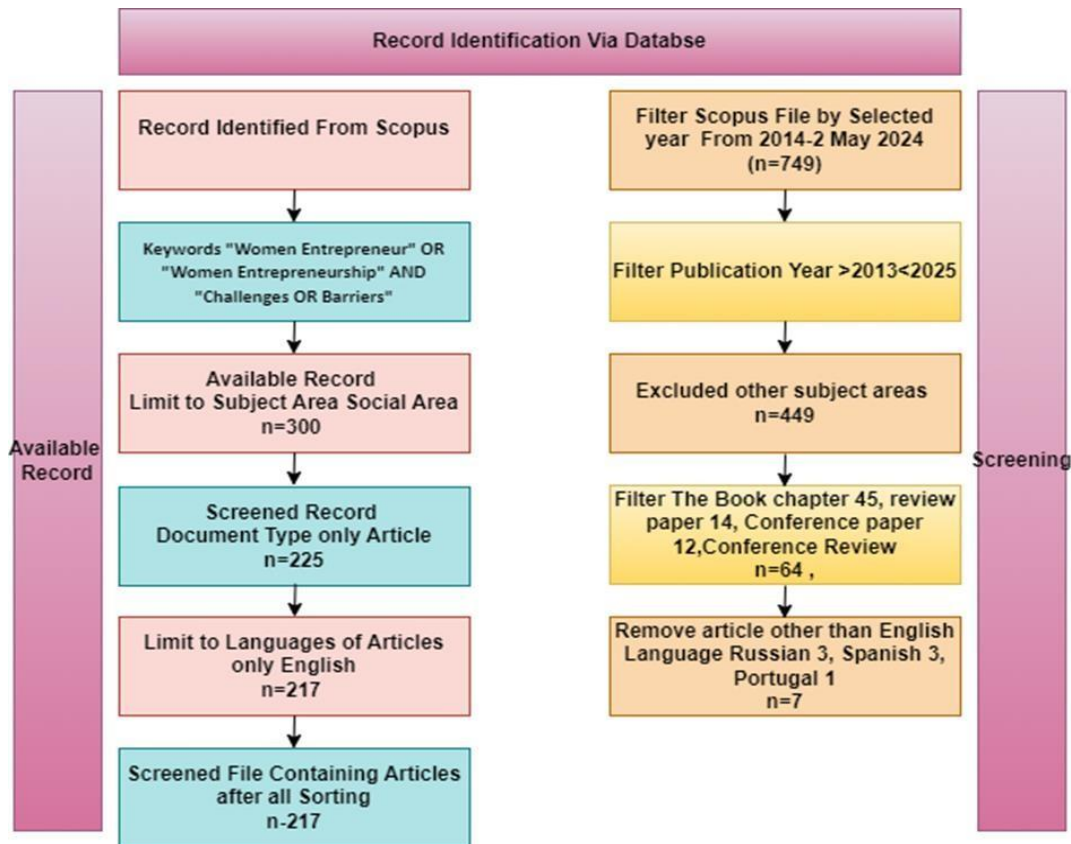 Record Identification Via Databse
Available
Record
Record Identified From Scopus
Keywords "Women Entrepreneur" OR
"Women Entrepreneurship" AND
"Challenges OR Barriers"
Available Record
Limit to Subject Area Social Area
n=300
Screened Record
Document Type only Article
n=225
Limit to Languages of Articles
only English
n=217
Screened File Containing Articles
after all Sorting
n-217
Filter Scopus File by Selected
year From 2014-2 May 2024
(n=749)
Filter Publication Year >2013<2025
Excluded other subject areas
n=449
Filter The Book chapter 45, review
paper 14, Conference paper
12,Conference Review
n=64 ,
Remove article other than English
Language Russian 3, Spanish 3,
Portugal 1
n=7
Screening